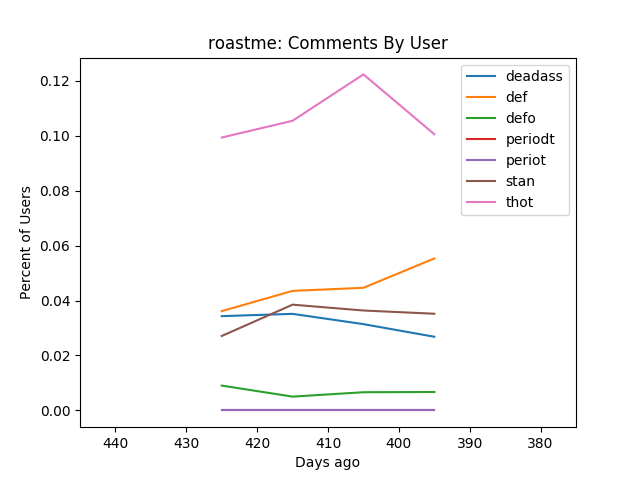 roastme: Comments By User
Percent of Users
0.12
0.10
0.08
0.06
0.04
0.02
0.00
deadass
def
defo
periodt
periot
stan
thot
440 430 420 410 400 390 380
Days ago